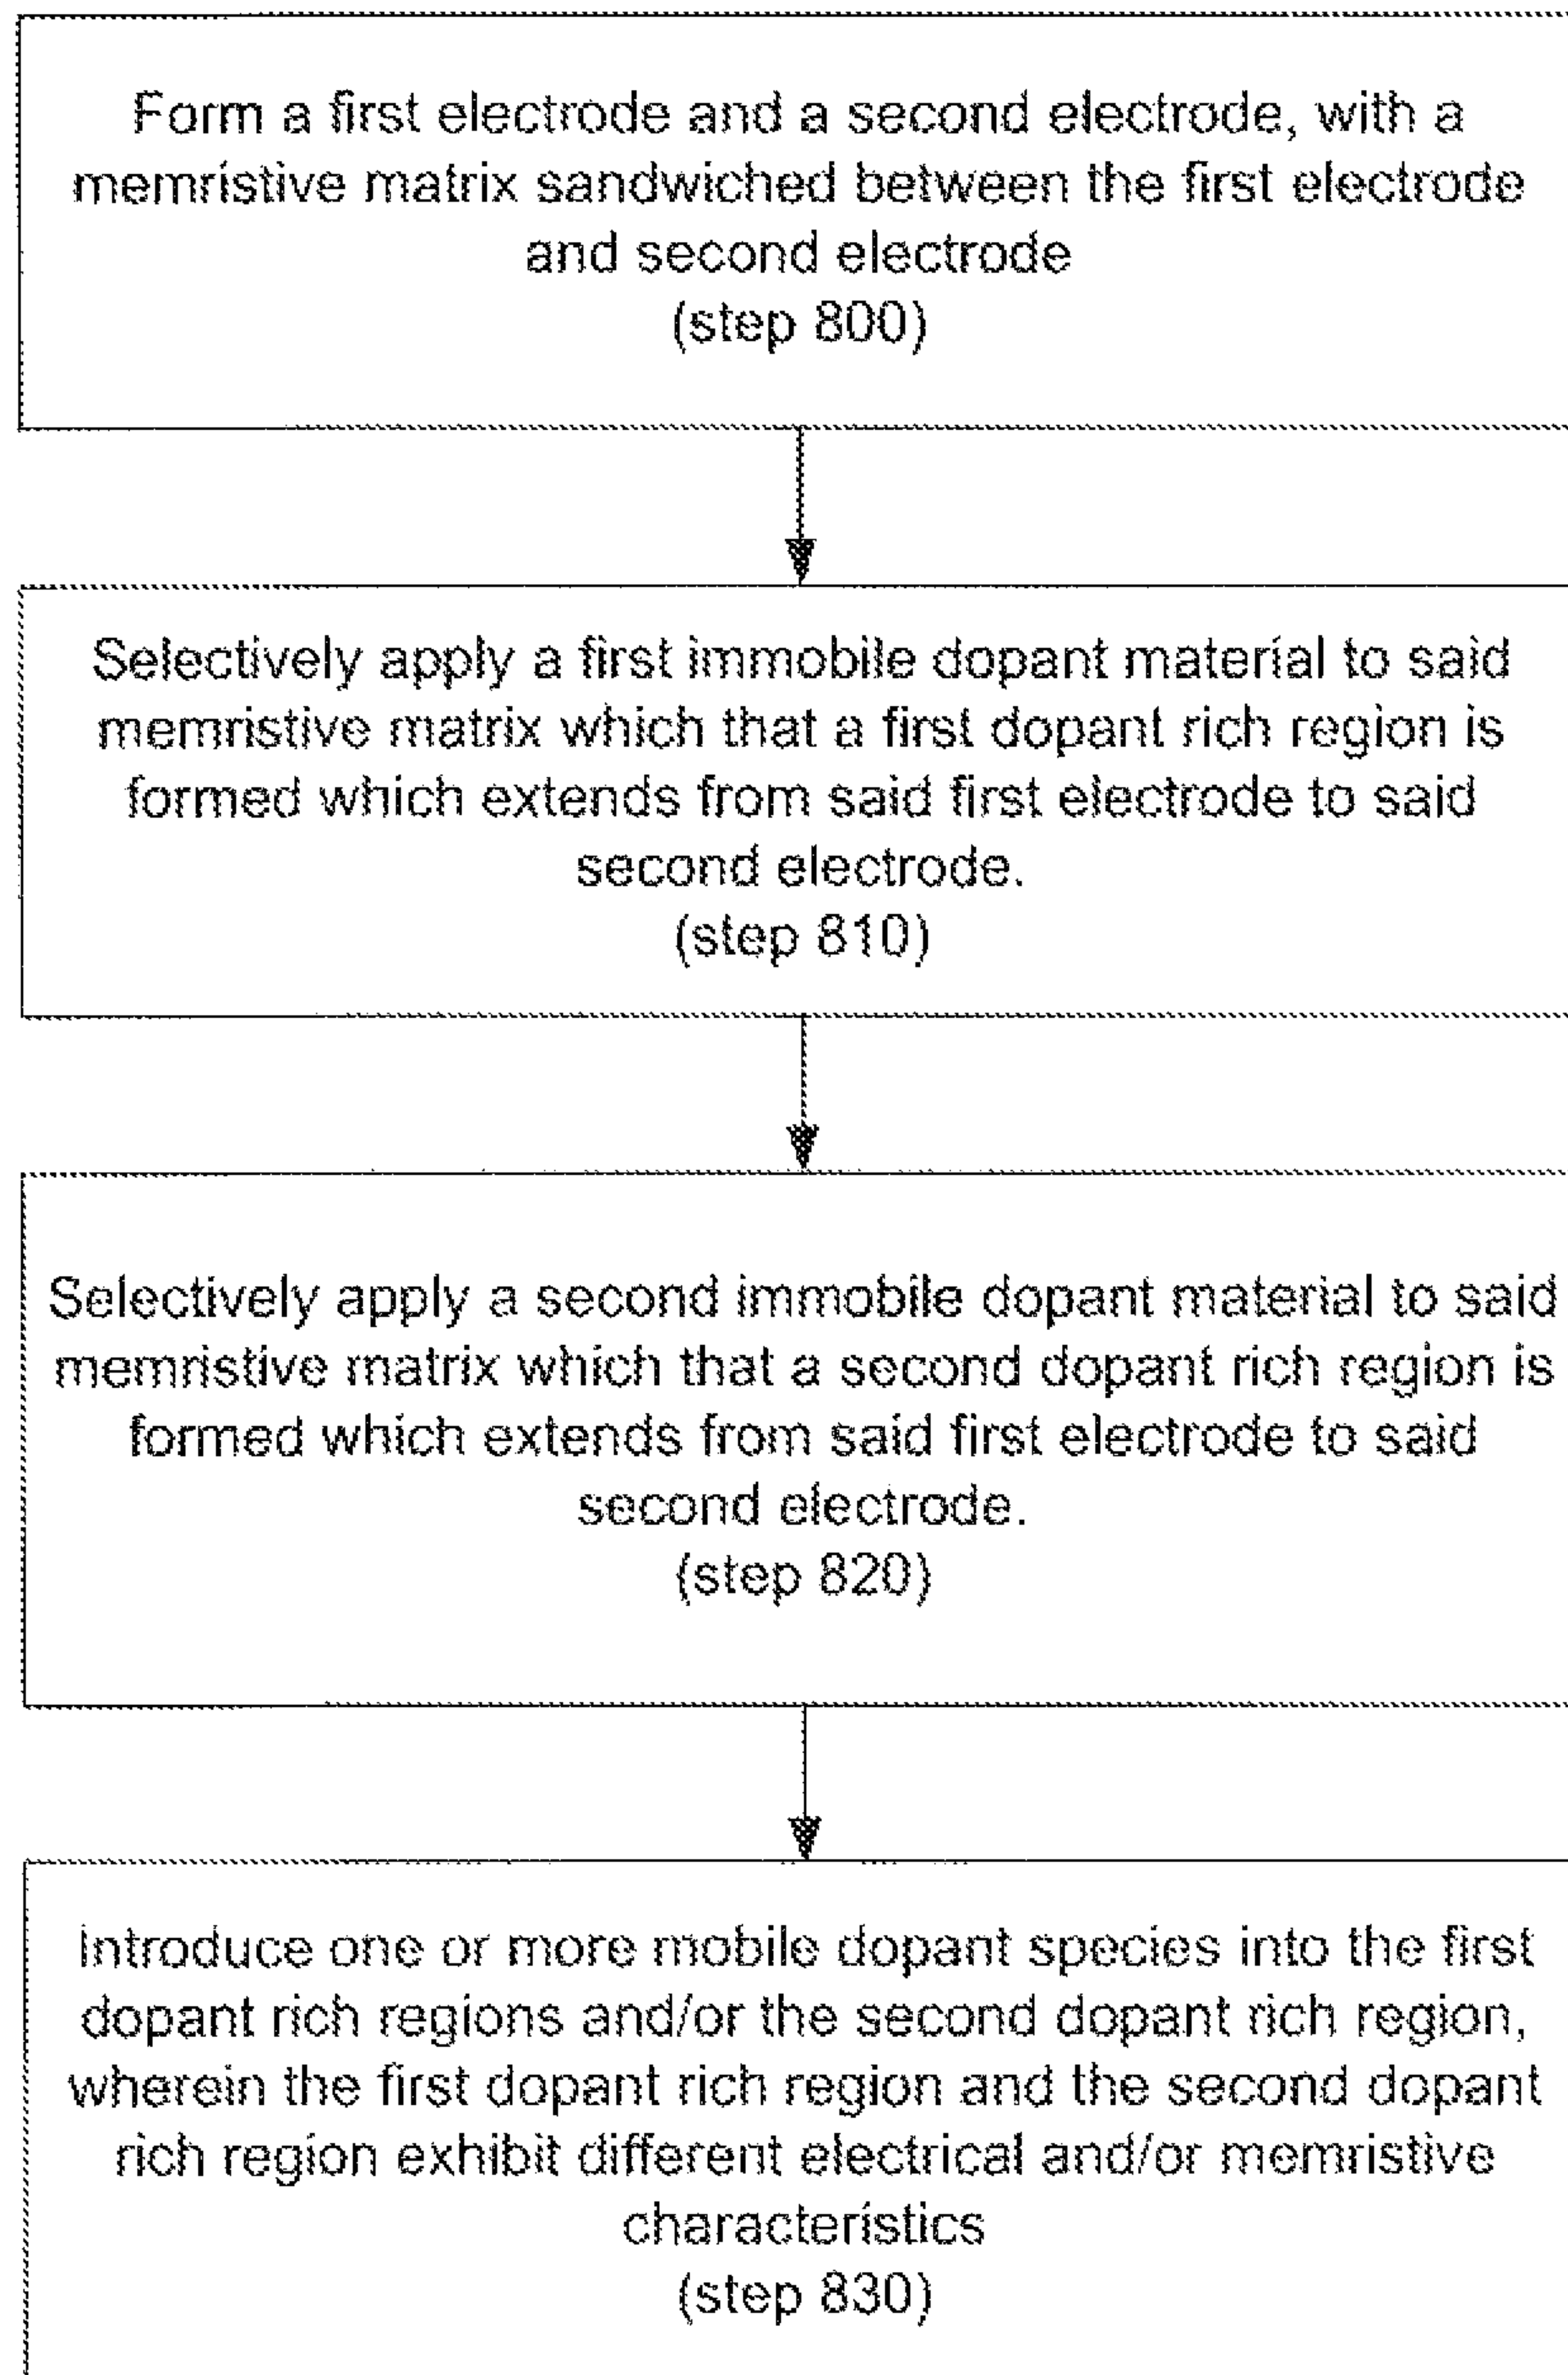 Form a first electrode and a second electrode, with a
memristive matrix sandwiched between the first electrode
and second electrode
(step 800)
Selectively apply a first immobile dopant material to said
memristive matrix which that a first dopant rich region is
formed which extends from said first electrode to said
second electrode.
(step 810)
Selectively apply a second immobile dopant material to said
memristive matrix which that a second dopant rich region is
formed which extends from said first electrode to said
second electrode.
(step 820)
Introduce one or more mobile dopant species into the first
dopant rich regions and/or the second dopant rich region,
wherein the first dopant rich region and the second dopant
rich region exhibit different electrical and/or memristive
characteristics
(step 830)